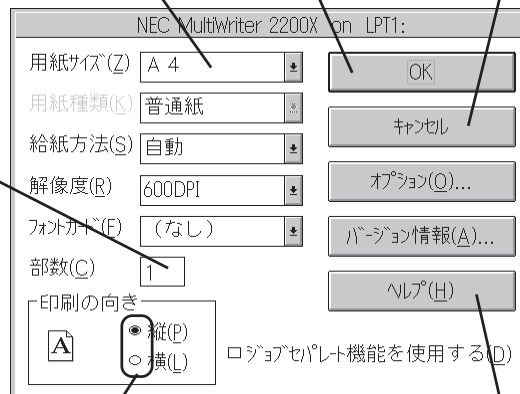 NEC MultiWriter 2200X on LPT1:
用紙サイズ(Z) A 4
用紙種類(K) 普通紙
給紙方法(S) 自動
解像度(R) 600DPI
フォントカード(F) (なし)
部数(C) 1
印刷の向き
A
縦(P)
横(L)
OK
キャンセル
オプション(O)...
バージョン情報(A)...
ヘルプ(H)
ジョブセパレート機能を使用する(D)